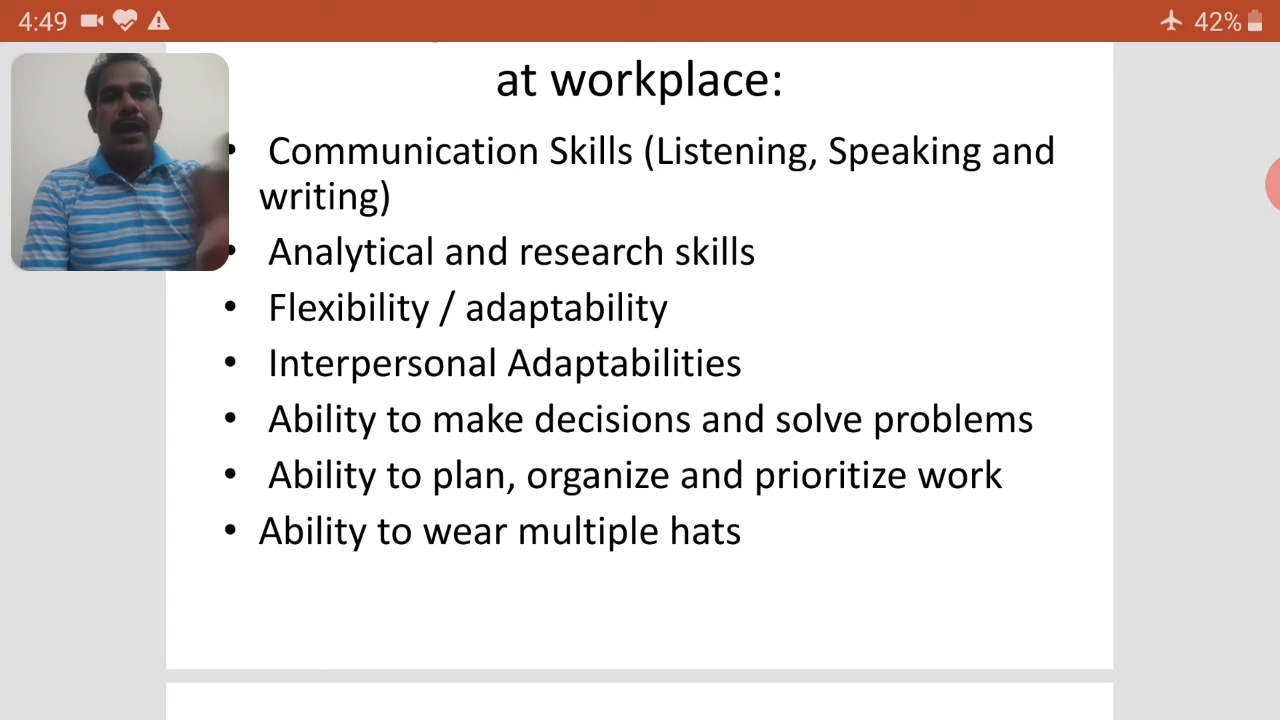 4:49 42%
at workplace:
• Communication Skills (Listening, Speaking and
writing)
• Analytical and research skills
• Flexibility / adaptability
• Interpersonal Adaptabilities
• Ability to make decisions and solve problems
• Ability to plan, organize and prioritize work
• Ability to wear multiple hats